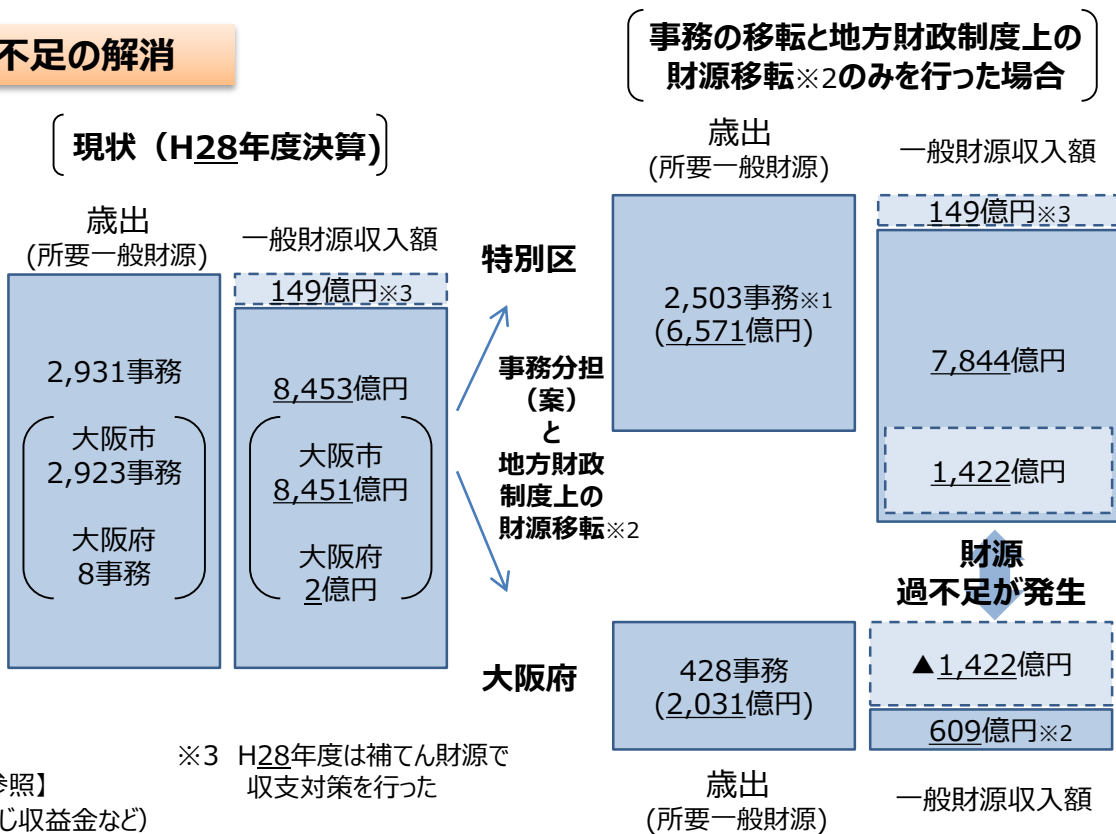 不足の解消
事務の移転と地方財政制度上の
財源移転※2のみを行った場合
現状（H28年度決算)
歳出
(所要一般財源)
一般財源収入額
149億円※3
2,931事務
大阪市
2,923事務
大阪府
8事務
8,453億円
大阪市
8,451億円
大阪府
2億円
特別区
事務分担
（案）
と
地方財政
制度上の
財源移転※2
大阪府
歳出
(所要一般財源)
一般財源収入額
149億円※3
2,503事務※1
(6,571億円)
7,844億円
1,422億円
財源
過不足が発生
428事務
(2,031億円)
▲1,422億円
609億円※2
歳出
(所要一般財源)
一般財源収入額
※3 H28年度は補てん財源で
収支対策を行った
参照】
じ収益金など)